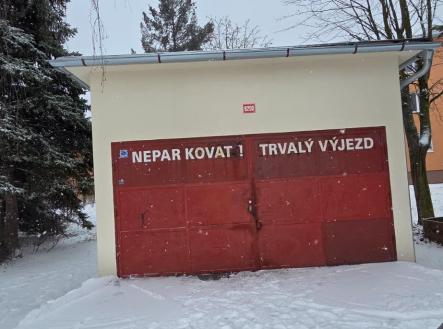 NEPAR KOVAT ! TRVALÝ VÝJEZD